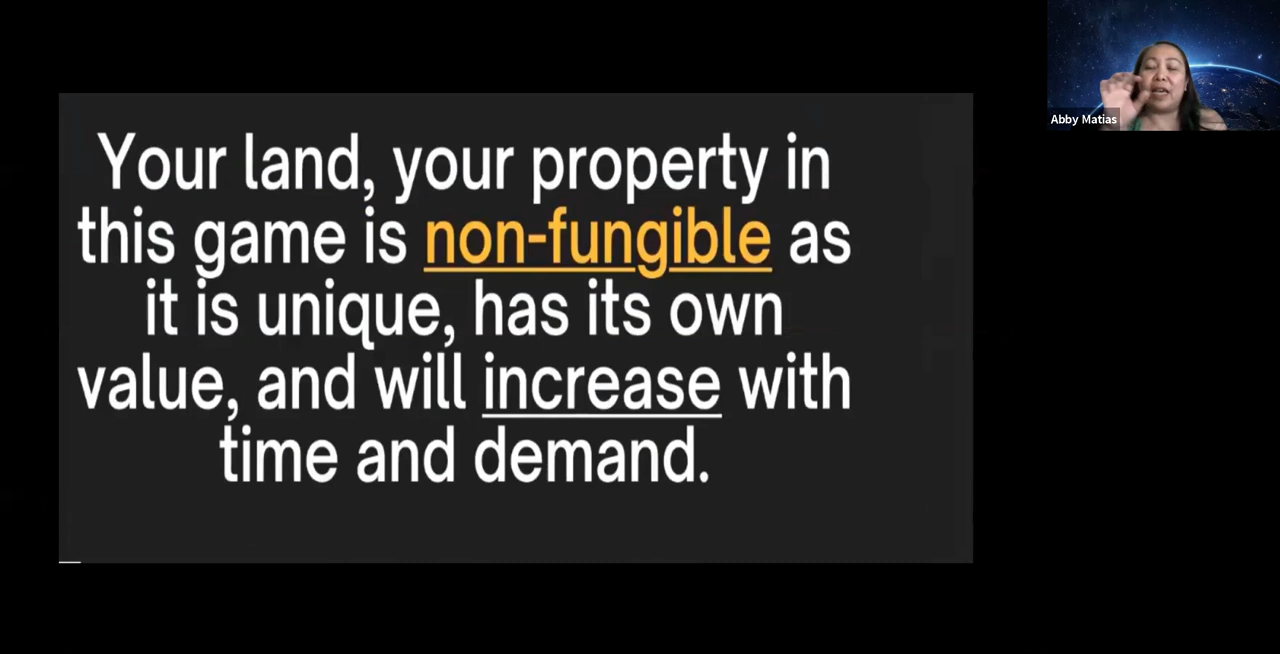 Your land, your property in
this game is non-fungible as
it is unique, has its own
value, and will increase with
time and demand.
Abby Matias